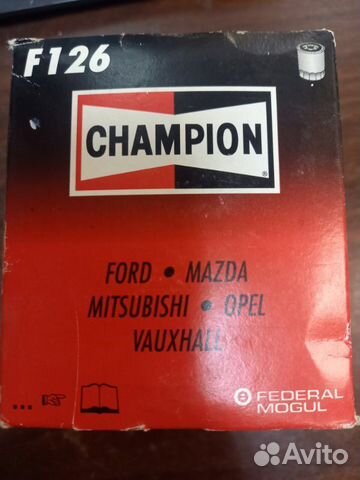 F126
CHAMPION
®
FORD • MAZDA
MITSUBISHI • OPEL
VAUXHALL
...
FEDERAL
MOGUL
Avito